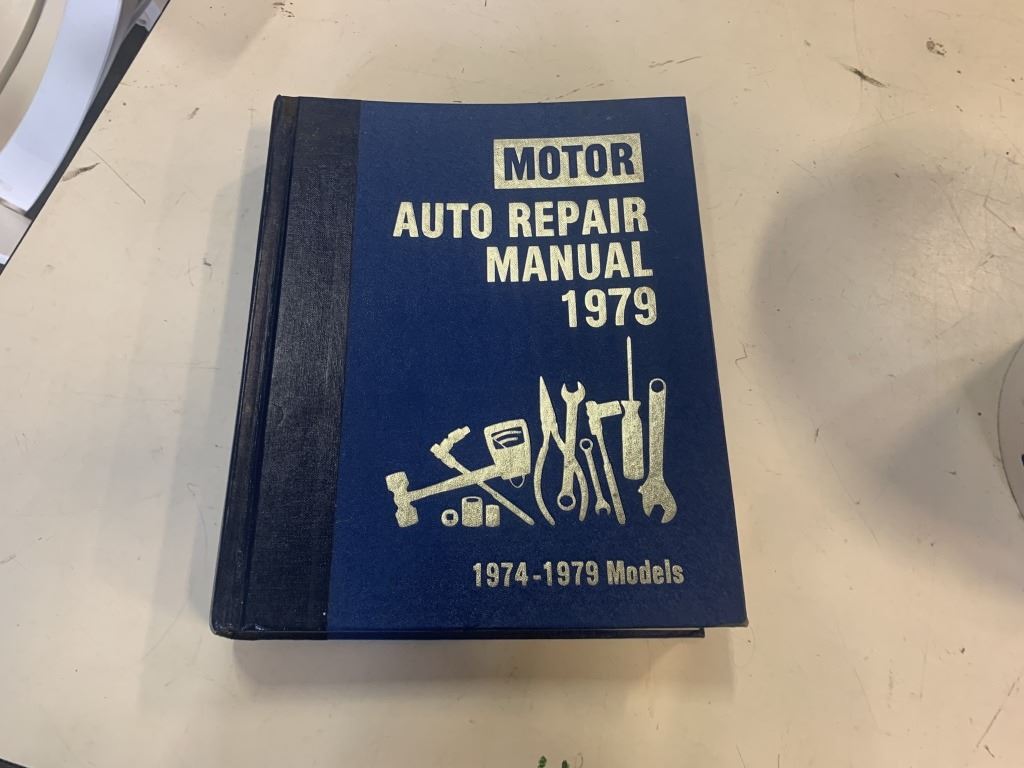 MOTOR
AUTO REPAIR
MANUAL
1979
1974-1979 Models